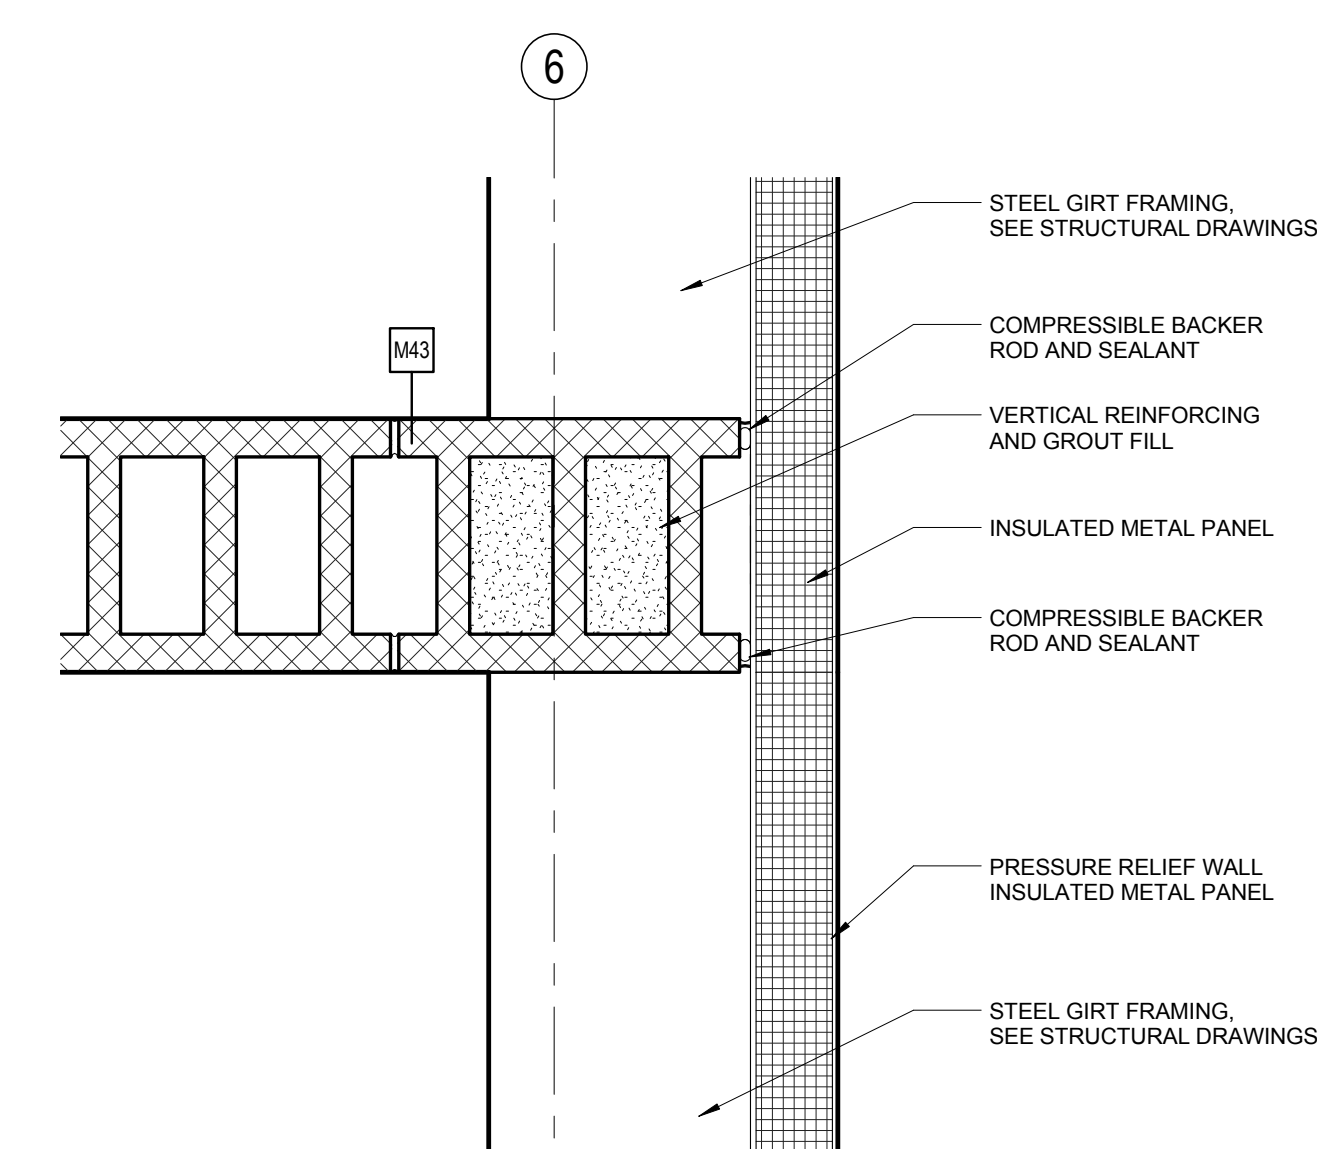 6
STEEL GIRT FRAMING,
SEE STRUCTURAL DRAWINGS
COMPRESSIBLE BACKER
ROD AND SEALANT
M43
VERTICAL REINFORCING
AND GROUT FILL
INSULATED METAL PANEL
COMPRESSIBLE BACKER
ROD AND SEALANT
PRESSURE RELIEF WALL
INSULATED METAL PANEL
STEEL GIRT FRAMING,
SEE STRUCTURAL DRAWINGS